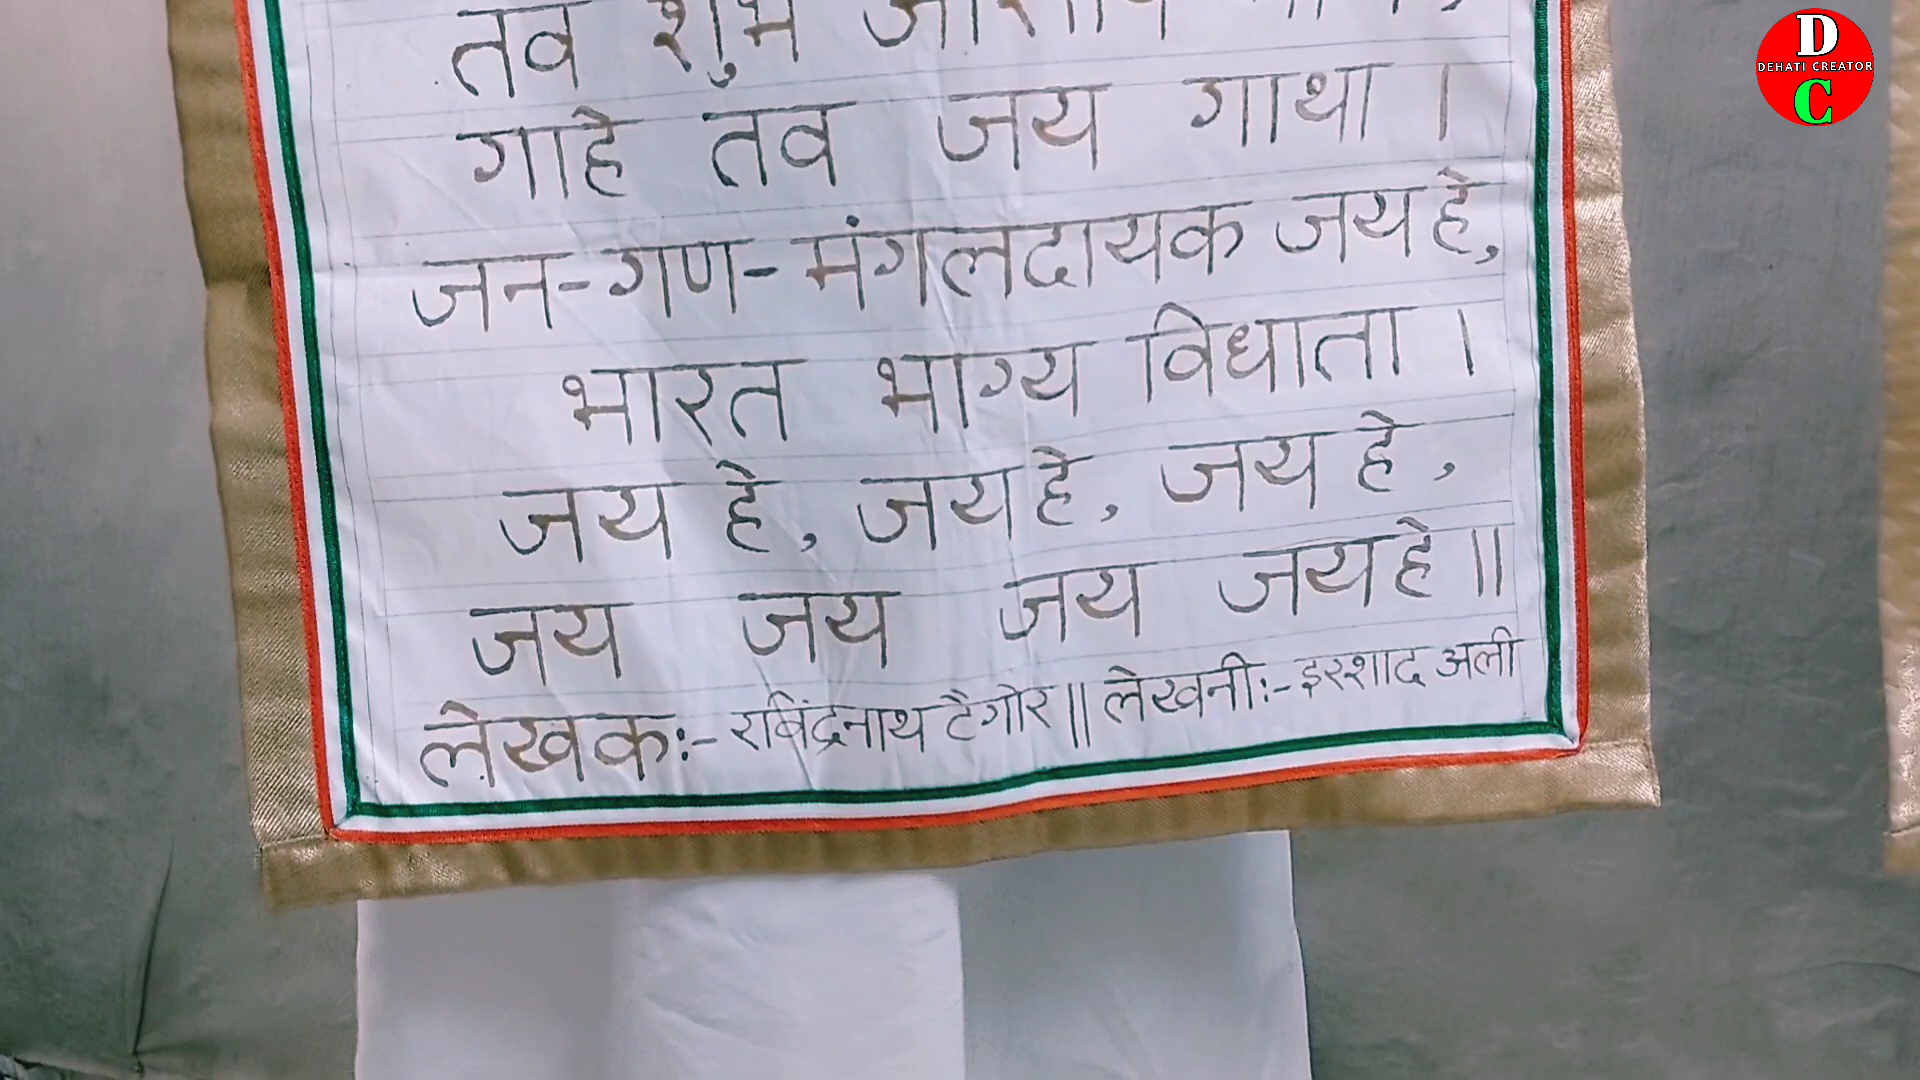 तव शुभ
गाहे तव जय गाथा ।
जन-गण-मंगलदायक जय हे,
भारत भाग्य विधाता ।
जय हे, जय हे, जय हे,
जय जय जय जय हे ॥
लेखक:- रविंद्रनाथ टैगोर ॥ लेखनी:- इरशाद अली
D
DEHATI CREATOR
C